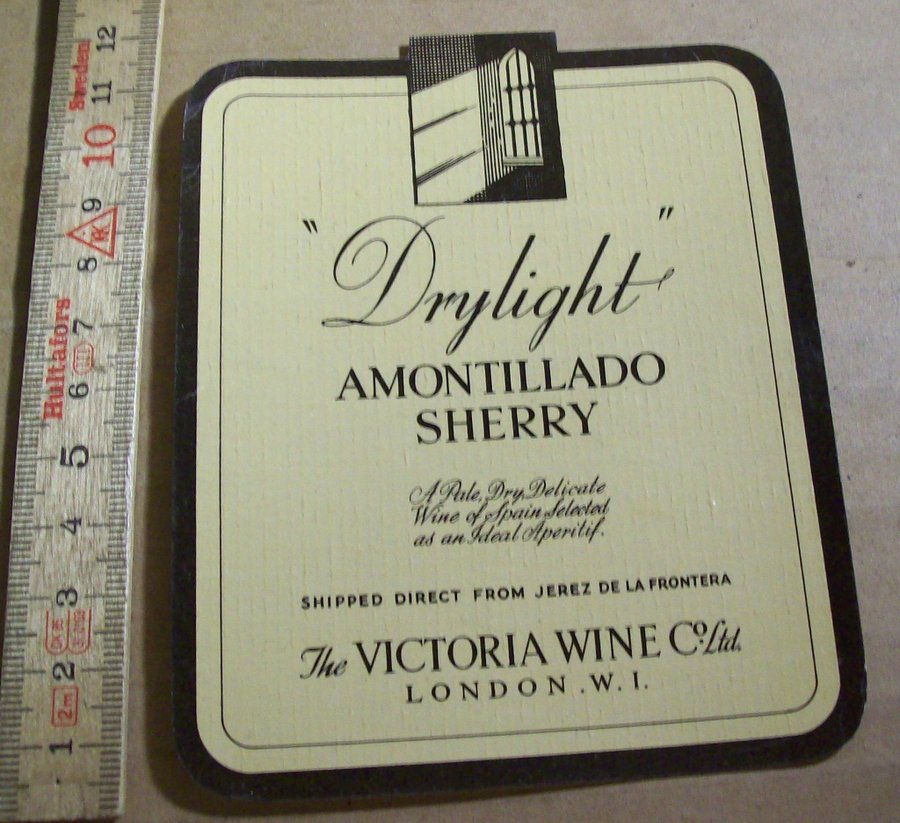 "Drylight"
AMONTILLADO
SHERRY
A Pale, Dry, Delicate
Wine of Spain Selected
as an Ideal Aperitif.
SHIPPED DIRECT FROM JEREZ DE LA FRONTERA
The VICTORIA WINE Co. Ltd.
LONDON . W. I.
1 2 3 4 5 6 7 8 9 10 11 12
2m
Hultafors
Sweden